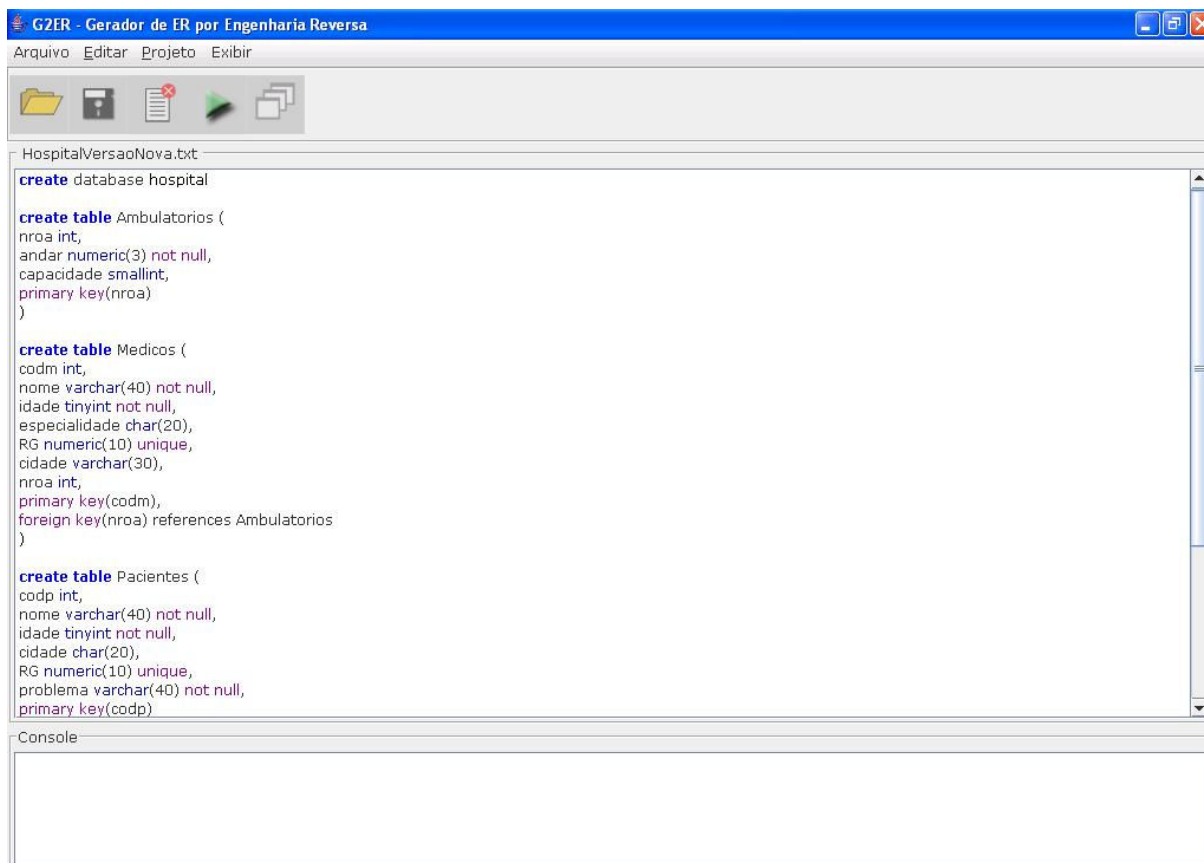 G2ER - Gerador de ER por Engenharia Reversa
Arquivo Editar Projeto Exibir
HospitalVersaoNova.txt
create database hospital
create table Ambulatorios (
nroa int,
andar numeric(3) not null,
capacidade smallint,
primary key(nroa)
)
create table Medicos (
codm int,
nome varchar(40) not null,
idade tinyint not null,
especialidade char(20),
RG numeric(10) unique,
cidade varchar(30),
nroa int,
primary key(codm),
foreign key(nroa) references Ambulatorios
)
create table Pacientes (
codp int,
nome varchar(40) not null,
idade tinyint not null,
cidade char(20),
RG numeric(10) unique,
problema varchar(40) not null,
primary key(codp)
Console